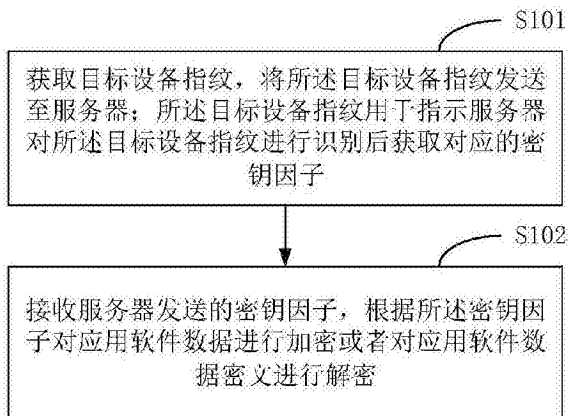 S101
获取目标设备指纹，将所述目标设备指纹发送
至服务器；所述目标设备指纹用于指示服务器
对所述目标设备指纹进行识别后获取对应的密
钥因子
S102
接收服务器发送的密钥因子，根据所述密钥因
子对应用软件数据进行加密或者对应用软件数
据密文进行解密